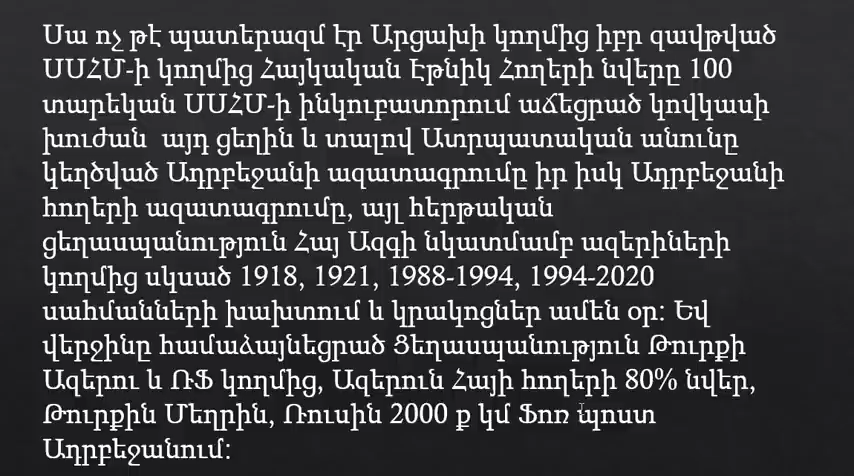 Սա ոչ թէ պատերազմ էր Արցախի կողմից իբր զավթված
ՍՍՀՄ-ի կողմից Հայկական Էթնիկ Հողերի նվերը 100
տարեկան ՍՍՀՄ-ի ինկուբատորում աճեցրած կովկասի
խուժան այդ ցեղին և տալով Ատրպատական անունը
կեղծված Ադրբեջանի ազատագրումը իր իսկ Ադրբեջանի
հողերի ազատագրումը, այլ հերթական
ցեղասպանություն Հայ Ազգի նկատմամբ ազերիների
կողմից սկսած 1918, 1921, 1988-1994, 1994-2020
սահմանների խախտում և կրակոցներ ամեն օր։ Եվ
վերջինը համաձայնեցրած Ցեղասպանություն Թուրքի
Ազերու և ՌՖ կողմից, Ազերուն Հայի հողերի 80% նվեր,
Թուրքին Մեղրին, Ռուսին 2000 ք կմ Ֆոռ պոստ
Ադրբեջանում։